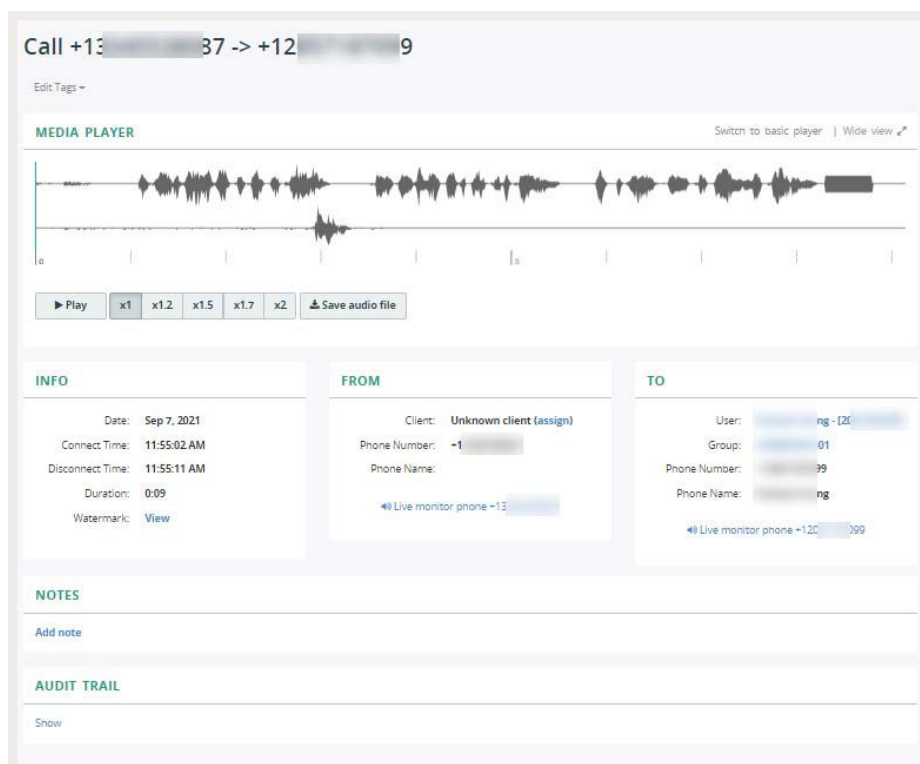 Call +13 87 -> +12 9
Edit Tags
MEDIA PLAYER
Switch to basic player | Wide view
0
5
Play x1 x1.2 x1.5 x1.7 x2 Save audio file
INFO
Date: Sep 7, 2021
Connect Time: 11:55:02 AM
Disconnect Time: 11:55:11 AM
Duration: 0:09
Watermark: View
FROM
Client: Unknown client (assign)
Phone Number: +1
Phone Name:
Live monitor phone +13
TO
User: ng - [20
Group: 01
Phone Number: 99
Phone Name: ng
Live monitor phone +120 099
NOTES
Add note
AUDIT TRAIL
Show